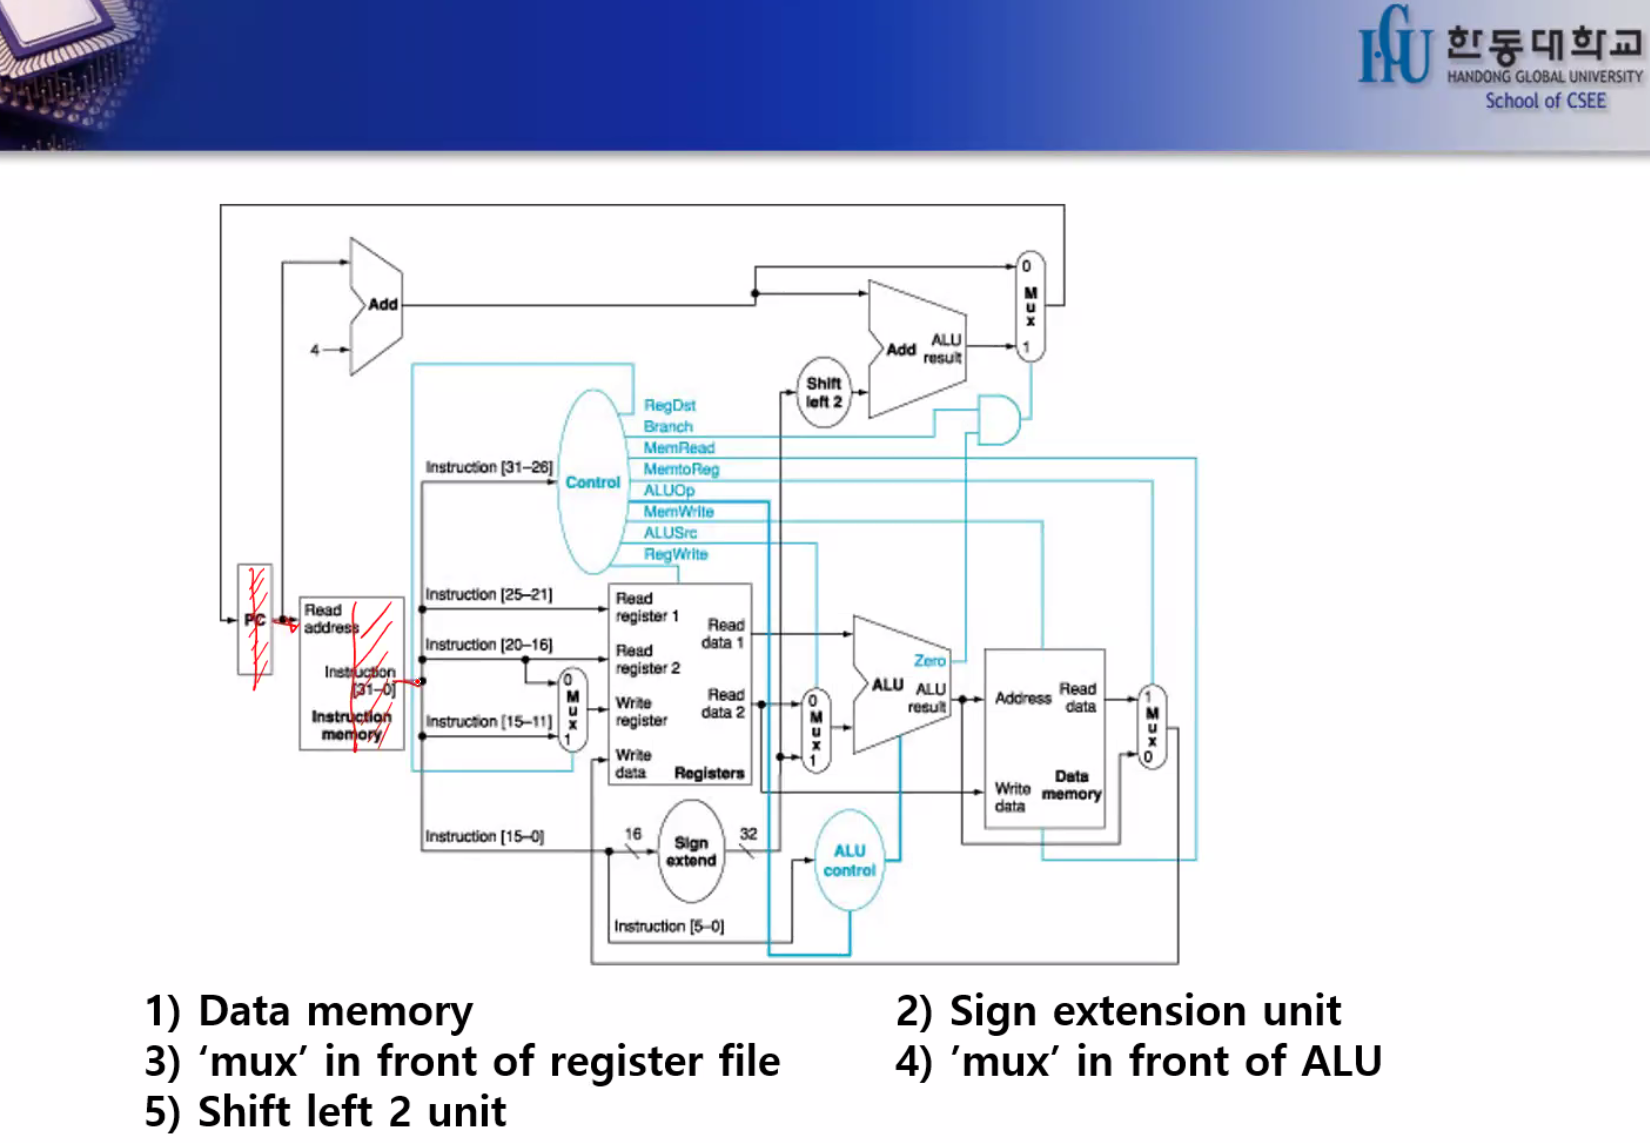 한동대학교
HANDONG GLOBAL UNIVERSITY
School of CSEE
0
M
u
x
1
Add
4
Add
ALU
result
Shift
left 2
RegDst
Branch
MemRead
MemtoReg
ALUOp
MemWrite
ALUSrc
RegWrite
Instruction [31–26]
Control
PC
Read
address
Instruction
[31–0]
Instruction
memory
Instruction [25–21]
Instruction [20–16]
Instruction [15–11]
0
M
u
x
1
Read
register 1
Read
register 2
Write
register
Write
data
Read
data 1
Read
data 2
Registers
0
M
u
x
1
Zero
ALU
ALU
result
Address
Read
data
Write
data
Data
memory
1
M
u
x
0
Instruction [15–0]
16
Sign
extend
32
ALU
control
Instruction [5–0]
1) Data memory
2) Sign extension unit
3) ‘mux’ in front of register file
4) ’mux’ in front of ALU
5) Shift left 2 unit